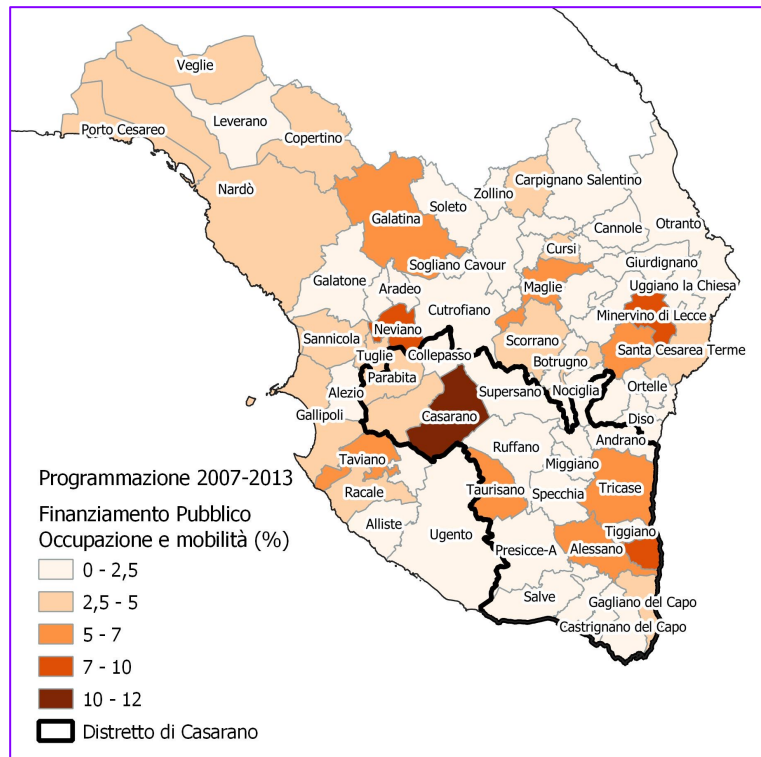 Veglie
Leverano
Porto Cesareo
Copertino
Carpignano Salentino
Nardò
Zollino
Soleto
Galatina
Otranto
Cannole
Cursi
Sogliano Cavour
Giurdignano
Galatone
Aradeo
Maglie
Uggiano la Chiesa
Cutrofiano
Minervino di Lecce
Neviano
Sannicola
Scorrano
Santa Cesarea Terme
Tuglie
Collepasso
Botrugno
Parabita
Alezio
Supersano
Nociglia
Ortelle
Gallipoli
Casarano
Diso
Ruffano
Andrano
Taviano
Miggiano
Programmazione 2007-2013
Taurisano
Tricase
Racale
Specchia
Finanziamento Pubblico
Occupazione e mobilità (%)
Alliste
Ugento
Tiggiano
Presicce-A
Alessano
0 - 2,5
2,5 - 5
Salve
Gagliano del Capo
5 - 7
Castrignano del Capo
7 - 10
10 - 12
Distretto di Casarano